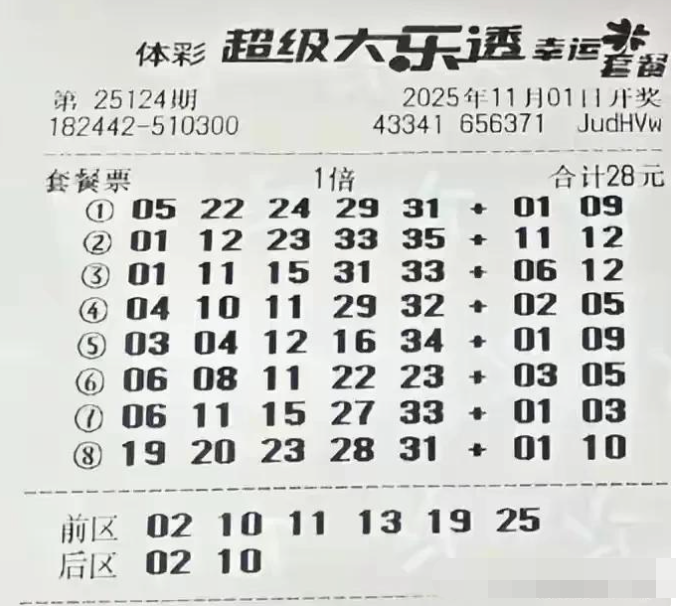 体彩 超级大乐透 幸运套餐
第 25124期 2025年11月01日开奖
182442-510300 43341 656371 JudHVw
套餐票 1倍 合计28元
① 05 22 24 29 31 + 01 09
② 01 12 23 33 35 + 11 12
③ 01 11 15 31 33 + 06 12
④ 04 10 11 29 32 + 02 05
⑤ 03 04 12 16 34 + 01 09
⑥ 06 08 11 22 23 + 03 05
⑦ 06 11 15 27 33 + 01 03
⑧ 19 20 23 28 31 + 01 10
前区 02 10 11 13 19 25
后区 02 10